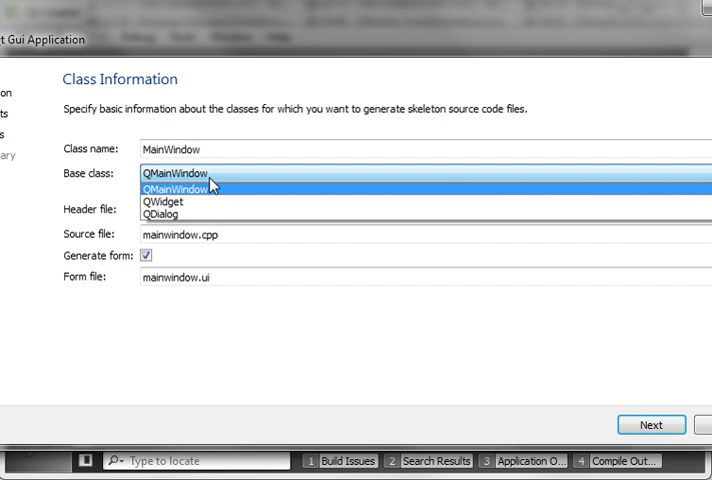 t Gui Application
on
Class Information
ts
Specify basic information about the classes for which you want to generate skeleton source code files.
s
ary
Class name: MainWindow
Base class: QMainWindow
QMainWindow
QWidget
Header file:
QDialog
Source file: mainwindow.cpp
Generate form:
Form file: mainwindow.ui
Next
Type to locate 1 Build Issues 2 Search Results 3 Application O... 4 Compile Out...